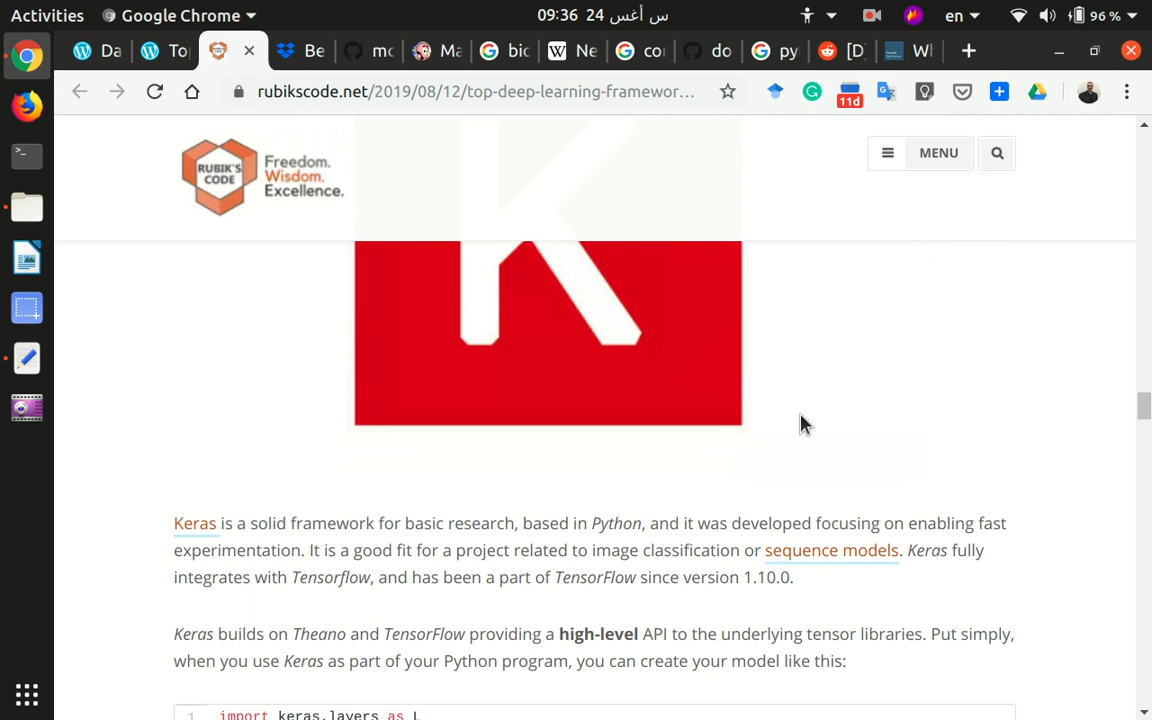 Activities Google Chrome 09:36 24 س أغس en 96 %
Da To Be mc Ma bic Ne coi do py [D Wl
rubikscode.net/2019/08/12/top-deep-learning-framewor... 11d
RUBIK'S
CODE
Freedom.
Wisdom.
Excellence.
MENU
K
Keras is a solid framework for basic research, based in Python, and it was developed focusing on enabling fast
experimentation. It is a good fit for a project related to image classification or sequence models. Keras fully
integrates with Tensorflow, and has been a part of TensorFlow since version 1.10.0.
Keras builds on Theano and TensorFlow providing a high-level API to the underlying tensor libraries. Put simply,
when you use Keras as part of your Python program, you can create your model like this:
1 import keras.layers as L